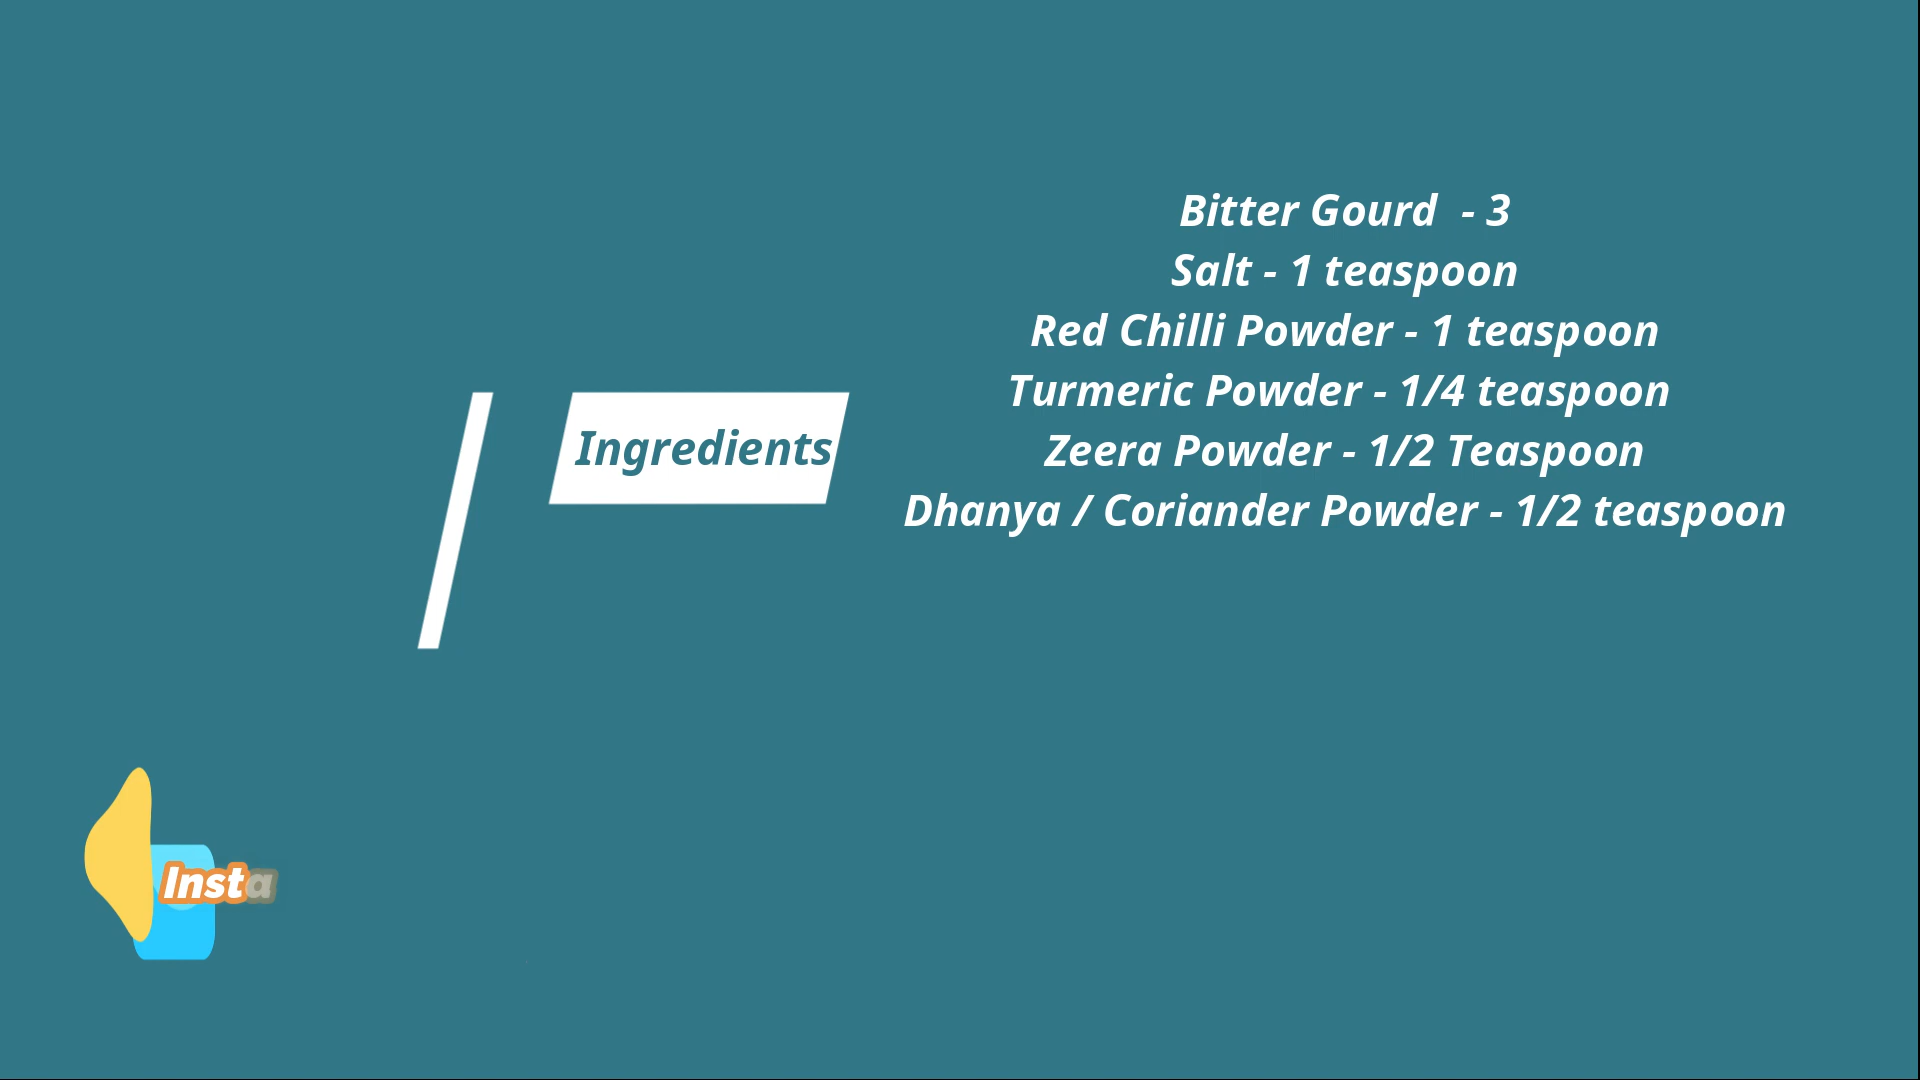 Ingredients
Bitter Gourd - 3
Salt - 1 teaspoon
Red Chilli Powder - 1 teaspoon
Turmeric Powder - 1/4 teaspoon
Zeera Powder - 1/2 Teaspoon
Dhanya / Coriander Powder - 1/2 teaspoon
Insta